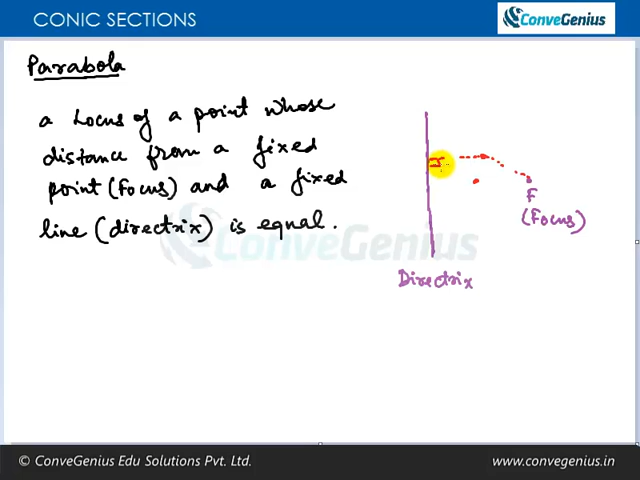 CONIC SECTIONS
ConveGenius
Parabola
a Locus of a point whose
distance from a fixed
point (Focus) and a fixed
line (directrix) is equal.
F
(Focus)
Directrix
ConveGenius
© ConveGenius Edu Solutions Pvt. Ltd.
www.convegenius.in